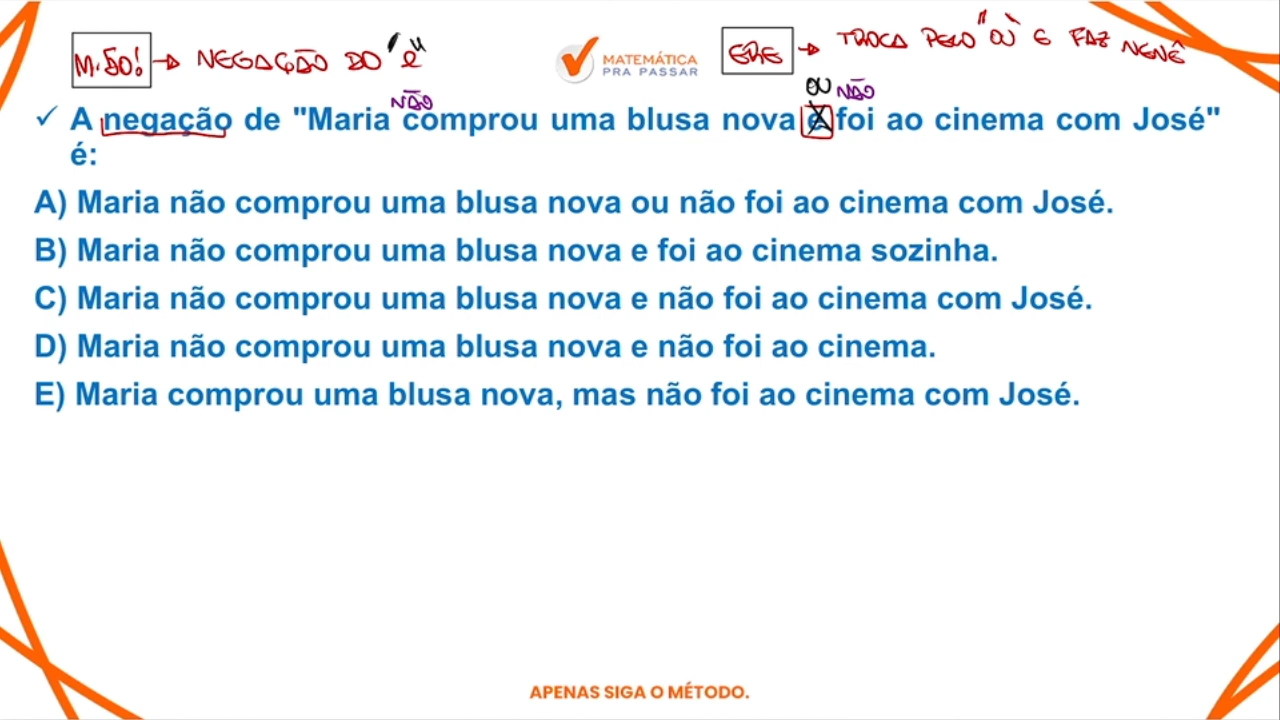 M.50! → NEGAÇÃO DO "e"
MATEMÁTICA
PRA PASSAR
→ TROCA PELO "OU" E FAZ NENÊ
NÃO
OU NÃO
✓ A negação de "Maria comprou uma blusa nova e foi ao cinema com José"
é:
A) Maria não comprou uma blusa nova ou não foi ao cinema com José.
B) Maria não comprou uma blusa nova e foi ao cinema sozinha.
C) Maria não comprou uma blusa nova e não foi ao cinema com José.
D) Maria não comprou uma blusa nova e não foi ao cinema.
E) Maria comprou uma blusa nova, mas não foi ao cinema com José.
APENAS SIGA O MÉTODO.